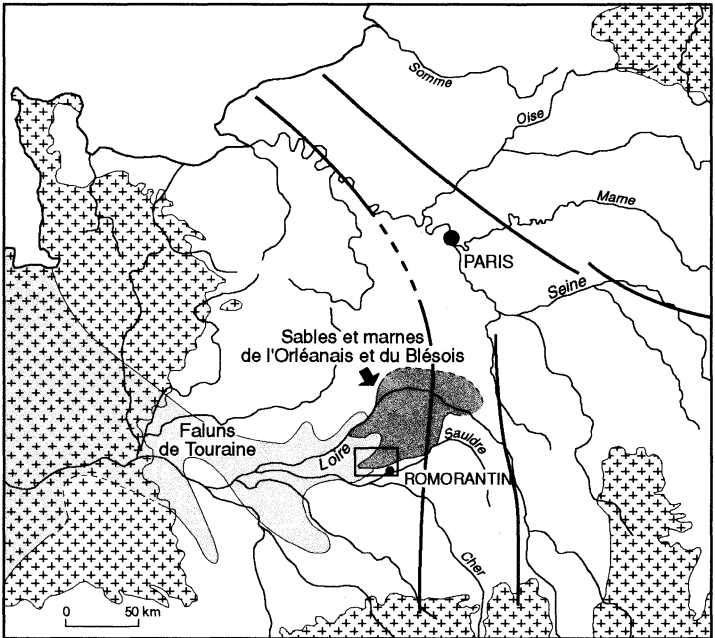 Somme
Oise
Marne
PARIS
Seine
Sables et marnes
de l'Orléanais et du Blésois
Faluns
de Touraine
Loire
Sauldre
ROMORANTIN
Cher
0 50 km